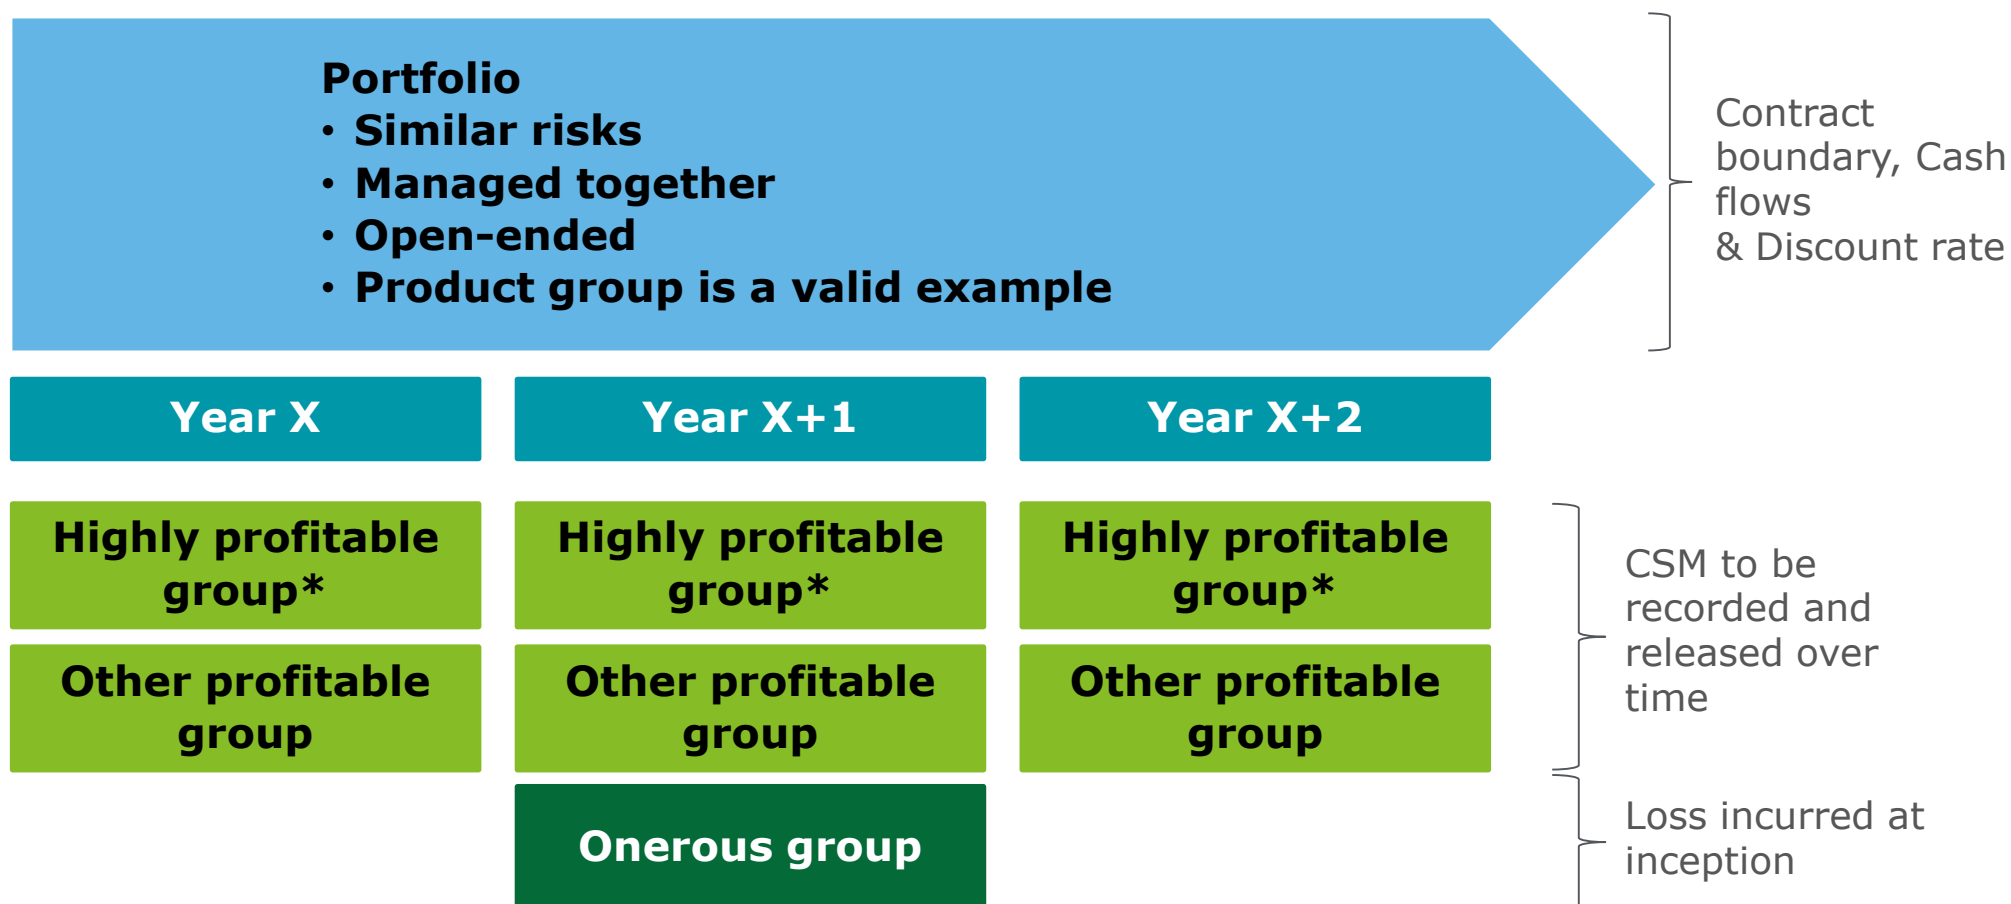 Portfolio
• Similar risks
• Managed together
• Open-ended
• Product group is a valid example
Contract
boundary, Cash
flows
& Discount rate
Year X
Year X+1
Year X+2
Highly profitable
group*
Highly profitable
group*
Highly profitable
group*
CSM to be
recorded and
released over
time
Other profitable
group
Other profitable
group
Other profitable
group
Onerous group
Loss incurred at
inception